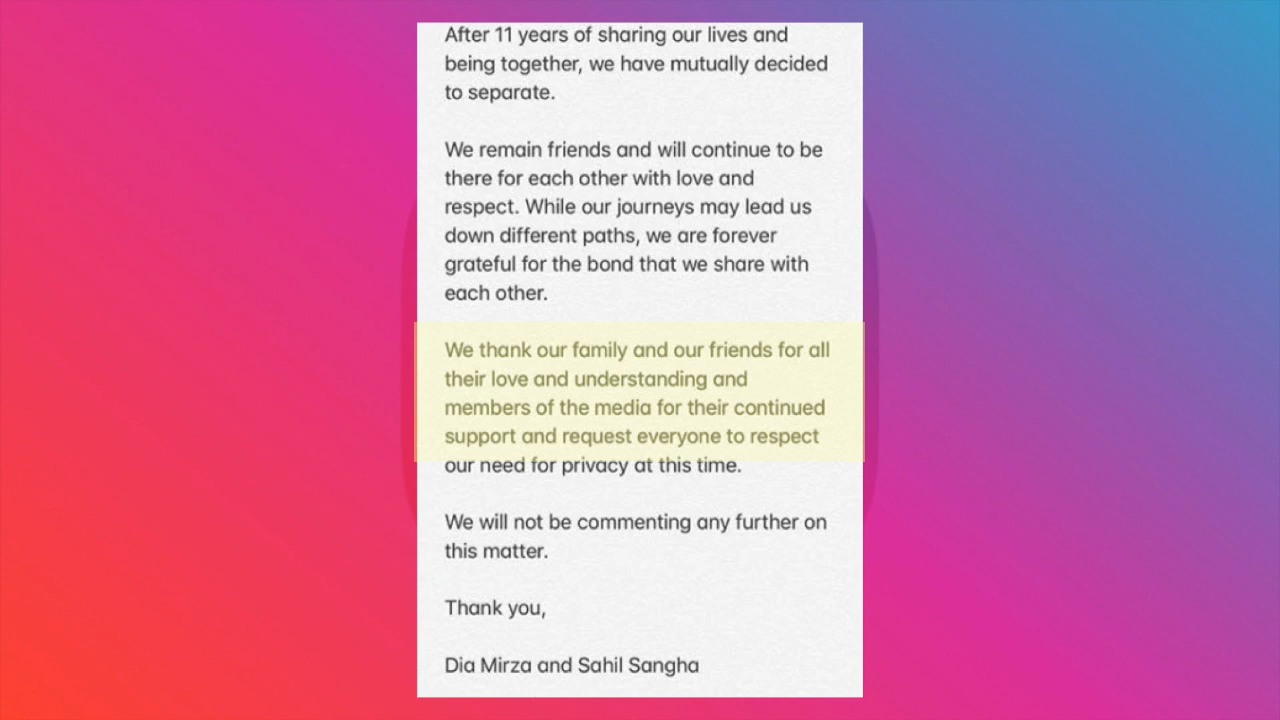 After 11 years of sharing our lives and
being together, we have mutually decided
to separate.
We remain friends and will continue to be
there for each other with love and
respect. While our journeys may lead us
down different paths, we are forever
grateful for the bond that we share with
each other.
We thank our family and our friends for all
their love and understanding and
members of the media for their continued
support and request everyone to respect
our need for privacy at this time.
We will not be commenting any further on
this matter.
Thank you,
Dia Mirza and Sahil Sangha